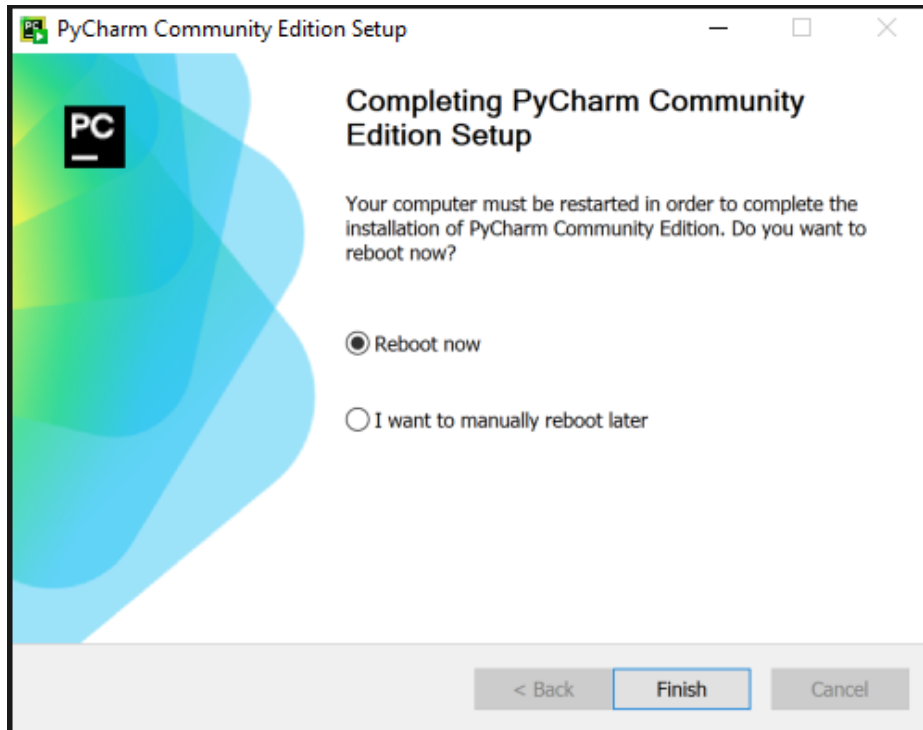 PyCharm Community Edition Setup
PC
Completing PyCharm Community
Edition Setup
Your computer must be restarted in order to complete the
installation of PyCharm Community Edition. Do you want to
reboot now?
Reboot now
I want to manually reboot later
< Back
Finish
Cancel